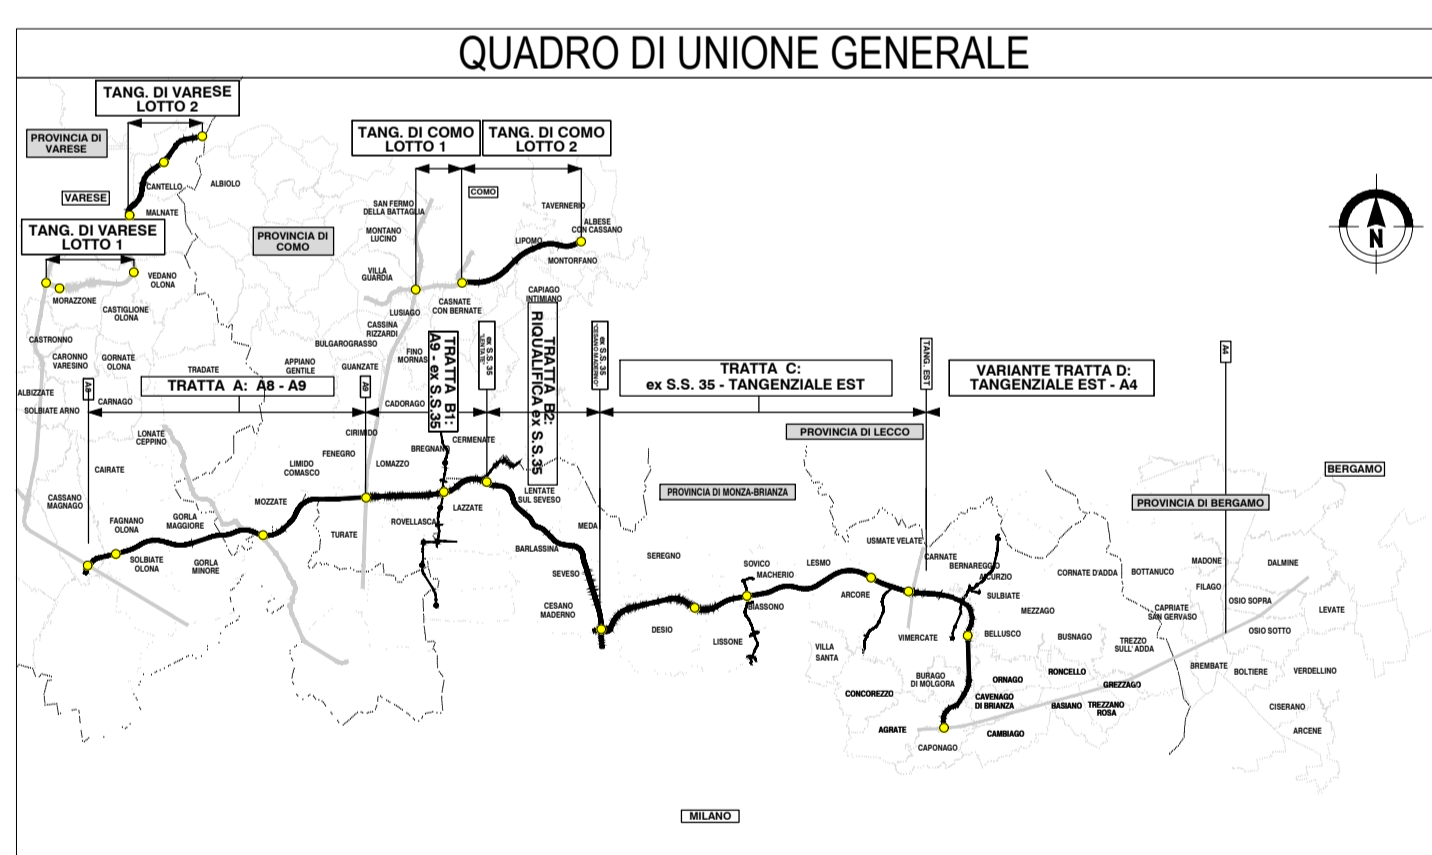 QUADRO DI UNIONE GENERALE
TANG. DI VARESE
LOTTO 2
PROVINCIA DI
VARESE
VARESE
CANTELLO
ALBIOLO
MALNATE
TANG. DI VARESE
LOTTO 1
VEDANO
OLONA
MORAZZONE
CASTIGLIONE
OLONA
TANG. DI COMO
LOTTO 1
TANG. DI COMO
LOTTO 2
COMO
SAN FERMO
DELLA BATTAGLIA
TAVERNERIO
ALBESE
CON CASSANO
MONTANO
LUCINO
LIPOMO
MONTORFANO
PROVINCIA DI
COMO
VILLA
GUARDIA
CAPIAGO
INTIMIANO
CASNATE
CON BERNATE
LUSIAGO
CASSINA
RIZZARDI
BULGAROGRASSO
FINO
MORNAS
N
CASTRONNO
CARONNO
VARESINO
GORNATE
OLONA
TRADATE
APPIANO
GENTILE
GUANZATE
ALBIZZATE
SOLBIATE ARNO
CARNAGO
A8
TRATTA A: A8 - A9
A9
CADORAGO
TRATTA B1:
A9 - ex S.S.35
ex S.S. 35
"LENTATE"
TRATTA B2:
RIQUALIFICA ex S.S.35
ex S.S. 35
"CESANO MADERNO"
TRATTA C:
ex S.S. 35 - TANGENZIALE EST
TANG. EST
VARIANTE TRATTA D:
TANGENZIALE EST - A4
A4
PROVINCIA DI LECCO
BERGAMO
PROVINCIA DI MONZA-BRIANZA
PROVINCIA DI BERGAMO
LONATE
CEPPINO
CIRIMIDO
FENEGRO
BREGNANO
CERMENATE
CAIRATE
LIMIDO
COMASCO
LOMAZZO
CASSANO
MAGNAGO
MOZZATE
LENTATE
SUL SEVESO
LAZZATE
FAGNANO
OLONA
GORLA
MAGGIORE
ROVELLASCA
TURATE
MEDA
SOLBIATE
OLONA
GORLA
MINORE
BARLASSINA
SEVESO
CESANO
MADERNO
SEREGNO
DESIO
SOVICO
MACHERIO
BIASSONO
LISSONE
LESMO
ARCORE
USMATE VELATE
CARNATE
BERNAREGGIO
AICURZIO
SULBIATE
MEZZAGO
CORNATE D'ADDA
BOTTANUCO
MADONE
FILAGO
DALMINE
OSIO SOPRA
CAPRIATE
SAN GERVASO
LEVATE
OSIO SOTTO
VILLA
SANTA
VIMERCATE
BELLUSCO
BUSNAGO
TREZZO
SULL' ADDA
BREMBATE
BOLTIERE
VERDELLINO
BURAGO
DI MOLGORA
ORNAGO
RONCELLO
GREZZAGO
CONCOREZZO
CAVENAGO
DI BRIANZA
BASIANO
TREZZANO
ROSA
CISERANO
AGRATE
CAMBIAGO
ARCENE
CAPONAGO
MILANO